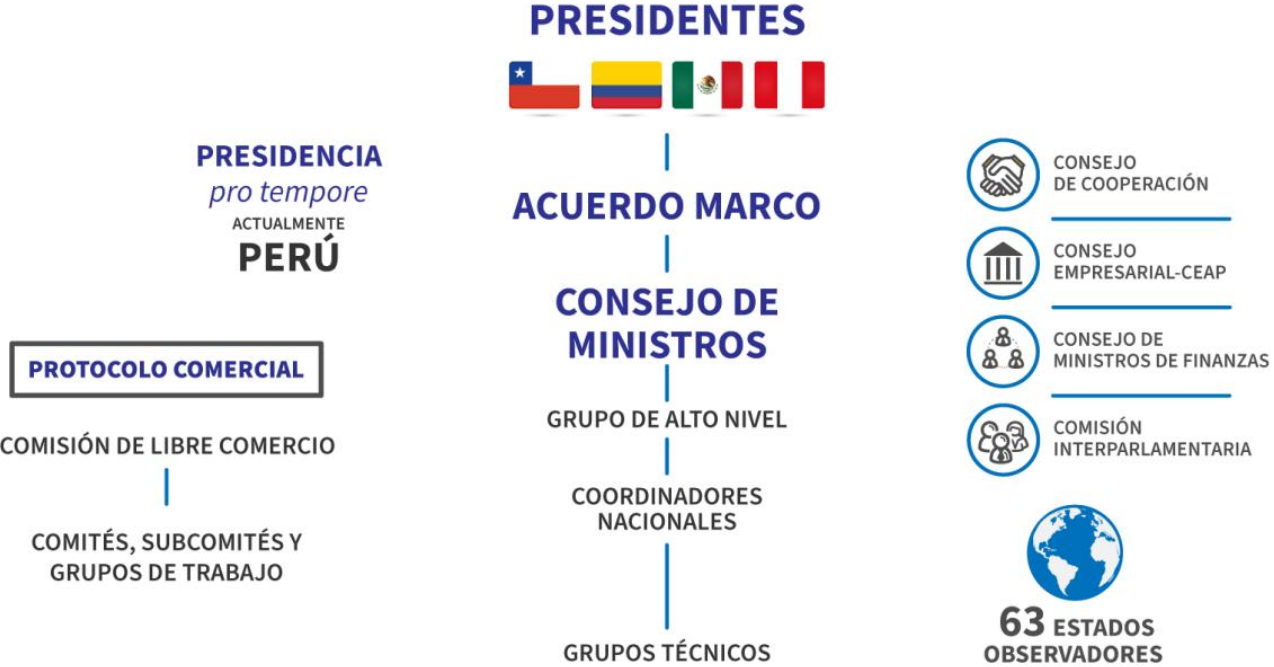 PRESIDENTES
PRESIDENCIA
pro tempore
ACTUALMENTE
PERÚ
PROTOCOLO COMERCIAL
COMISIÓN DE LIBRE COMERCIO
COMITÉS, SUBCOMITÉS Y
GRUPOS DE TRABAJO
ACUERDO MARCO
CONSEJO DE
MINISTROS
GRUPO DE ALTO NIVEL
COORDINADORES
NACIONALES
GRUPOS TÉCNICOS
CONSEJO
DE COOPERACIÓN
CONSEJO
EMPRESARIAL-CEAP
CONSEJO DE
MINISTROS DE FINANZAS
COMISIÓN
INTERPARLAMENTARIA
63 ESTADOS
OBSERVADORES